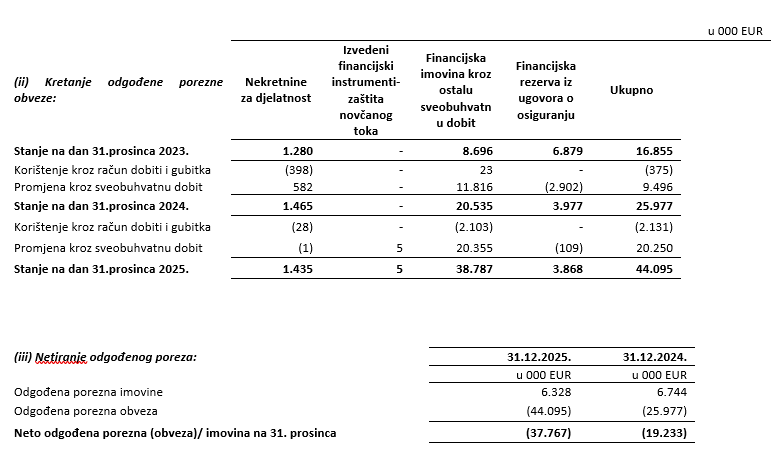 u 000 EUR
(ii) Kretanje odgođene porezne obveze:
Nekretnine za djelatnost
Izvedeni financijski instrumenti- zaštita novčanog toka
Financijska imovina kroz ostalu sveobuhvatn u dobit
Financijska rezerva iz ugovora o osiguranju
Ukupno
Stanje na dan 31.prosinca 2023. 1.280 - 8.696 6.879 16.855
Korištenje kroz račun dobiti i gubitka (398) - 23 - (375)
Promjena kroz sveobuhvatnu dobit 582 - 11.816 (2.902) 9.496
Stanje na dan 31.prosinca 2024. 1.465 - 20.535 3.977 25.977
Korištenje kroz račun dobiti i gubitka (28) - (2.103) - (2.131)
Promjena kroz sveobuhvatnu dobit (1) 5 20.355 (109) 20.250
Stanje na dan 31.prosinca 2025. 1.435 5 38.787 3.868 44.095
(iii) Netiranje odgođenog poreza: 31.12.2025. 31.12.2024.
u 000 EUR u 000 EUR
Odgođena porezna imovine 6.328 6.744
Odgođena porezna obveza (44.095) (25.977)
Neto odgođena porezna (obveza)/ imovina na 31. prosinca (37.767) (19.233)